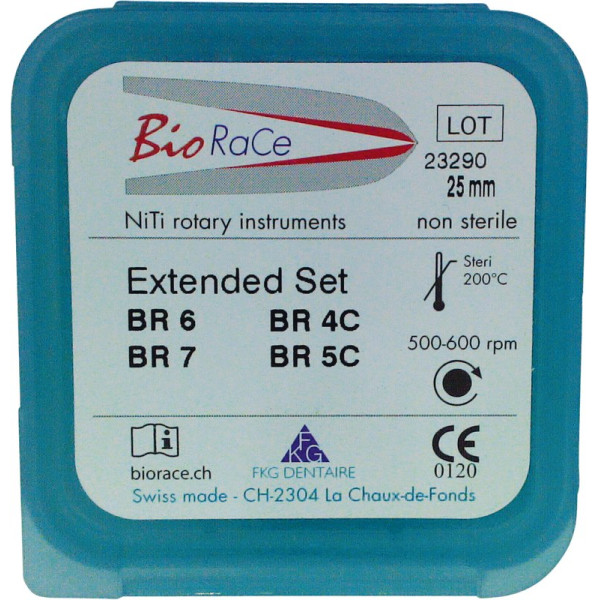 BioRaCe
LOT
23290
25 mm
NiTi rotary instruments
non sterile
Extended Set
Steri
200°C
BR 6 BR 4C
BR 7 BR 5C
500-600 rpm
i
FKG
CE
0120
biorace.ch
FKG DENTAIRE
Swiss made - CH-2304 La Chaux-de-Fonds